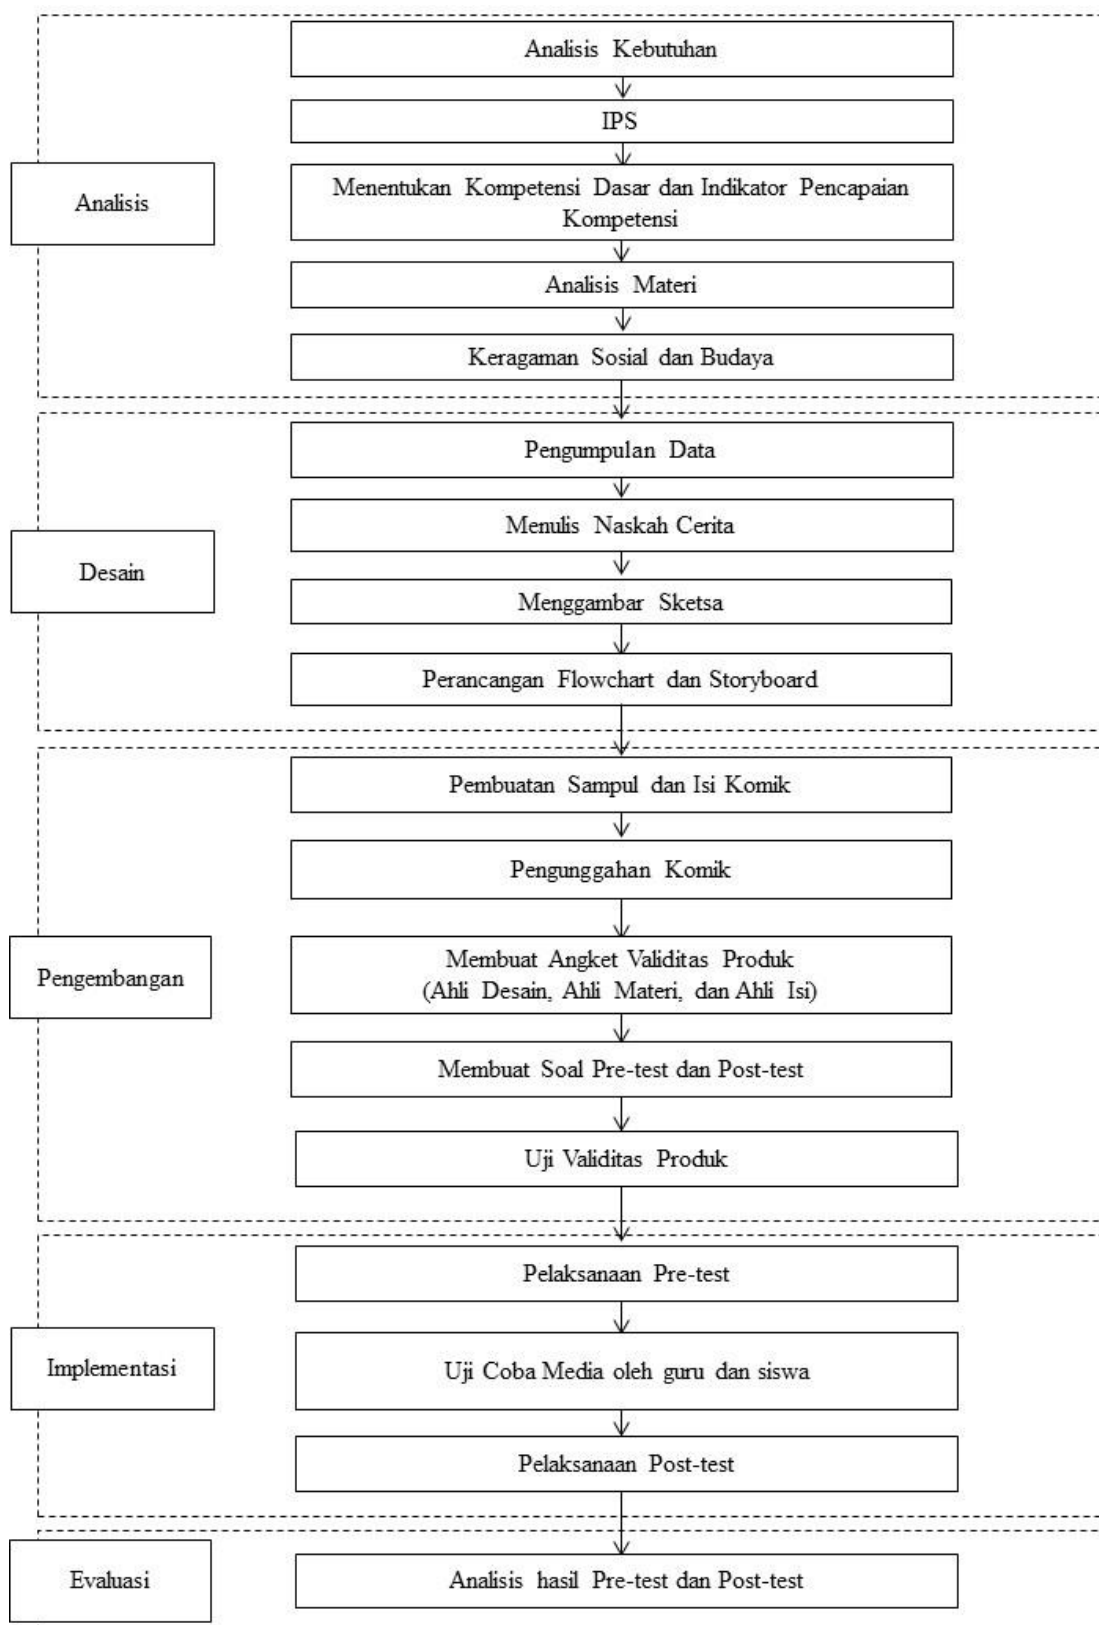 Analisis Kebutuhan
IPS
Analisis
Menentukan Kompetensi Dasar dan Indikator Pencapaian
Kompetensi
Analisis Materi
Keragaman Sosial dan Budaya
Pengumpulan Data
Menulis Naskah Cerita
Desain
Menggambar Sketsa
Perancangan Flowchart dan Storyboard
Pembuatan Sampul dan Isi Komik
Pengunggahan Komik
Pengembangan
Membuat Angket Validitas Produk
(Ahli Desain, Ahli Materi, dan Ahli Isi)
Membuat Soal Pre-test dan Post-test
Uji Validitas Produk
Pelaksanaan Pre-test
Implementasi
Uji Coba Media oleh guru dan siswa
Pelaksanaan Post-test
Evaluasi
Analisis hasil Pre-test dan Post-test